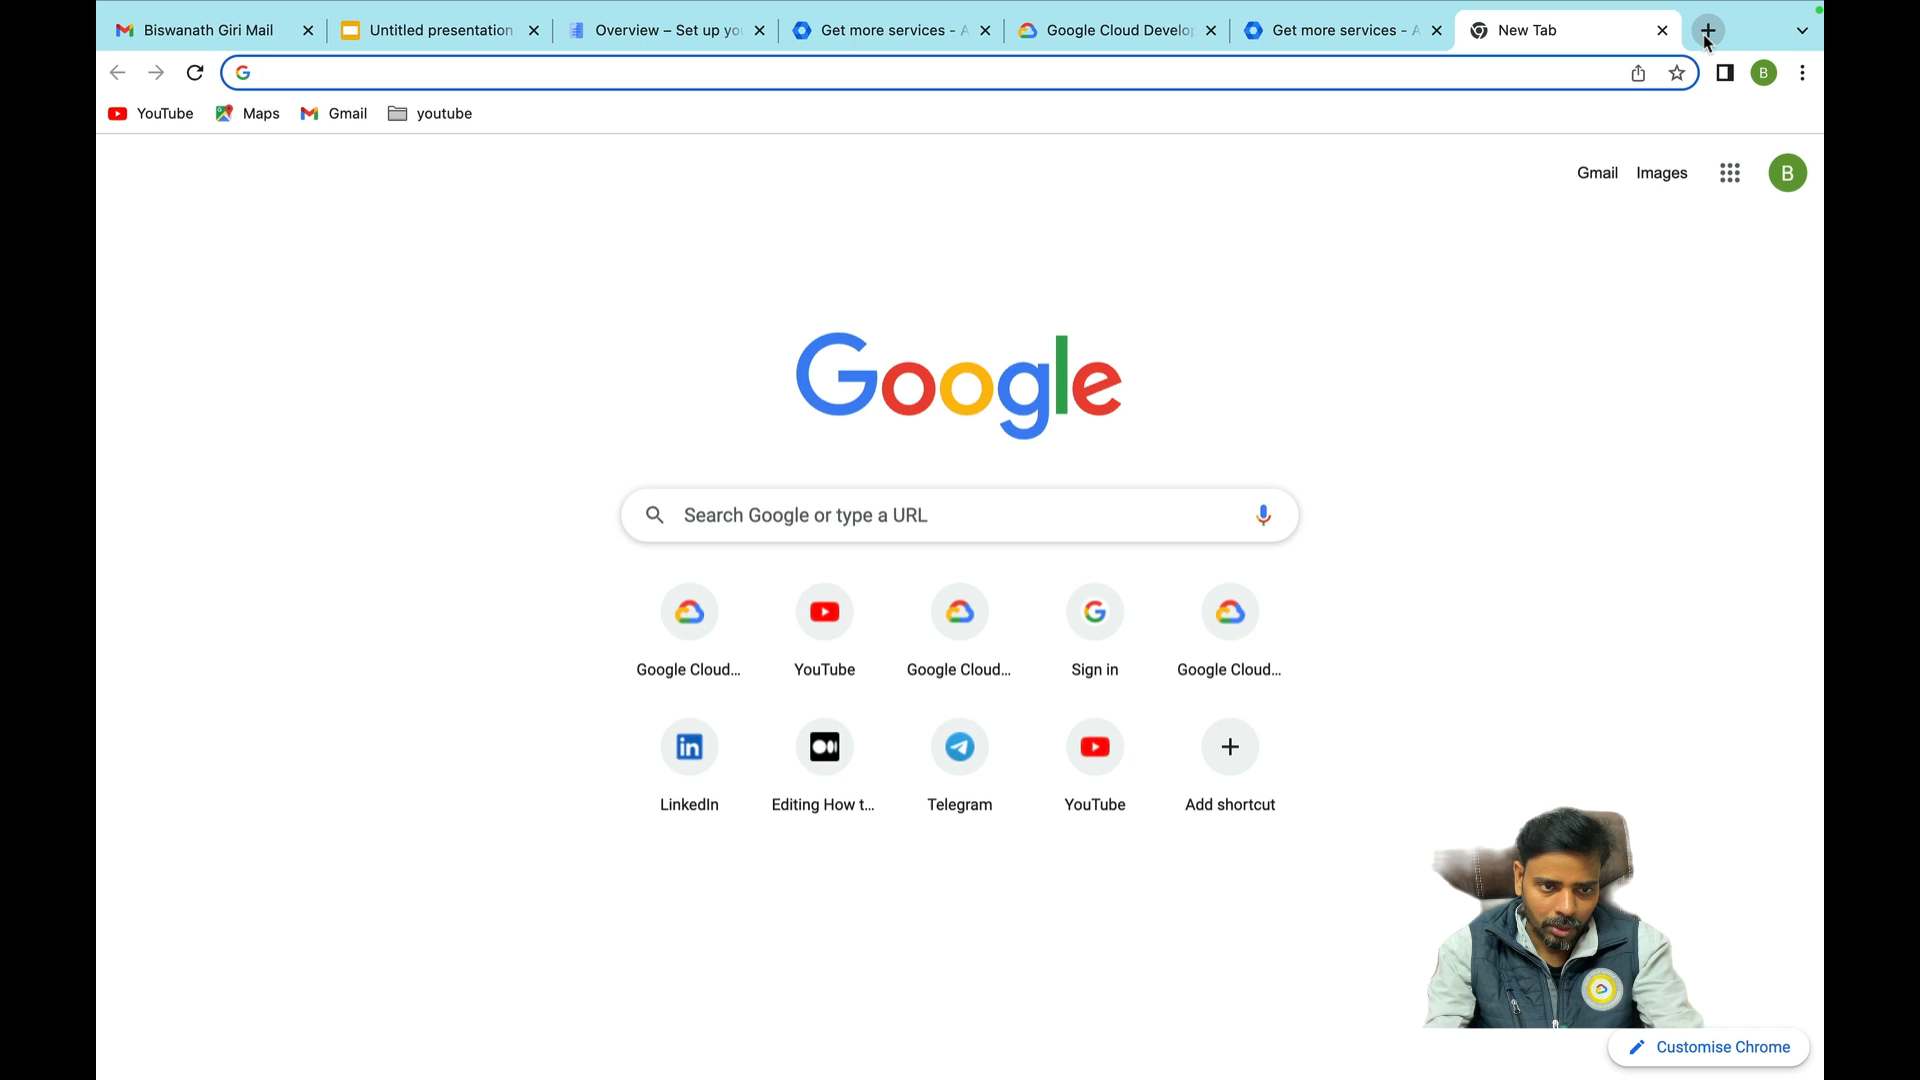 Biswanath Giri Mail
Untitled presentation
Overview – Set up yo
Get more services - A
Google Cloud Develo
Get more services - A
New Tab
B
YouTube
Maps
Gmail
youtube
Gmail
Images
B
Google
Search Google or type a URL
Google Cloud...
YouTube
Google Cloud...
Sign in
Google Cloud...
LinkedIn
Editing How t...
Telegram
YouTube
Add shortcut
Customise Chrome